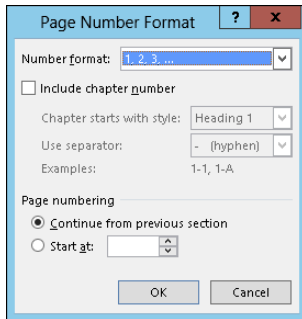 Page Number Format ? x
Number format: 1, 2, 3, ...
Include chapter number
Chapter starts with style: Heading 1
Use separator: - (hyphen)
Examples: 1-1, 1-A
Page numbering
Continue from previous section
Start at:
OK Cancel